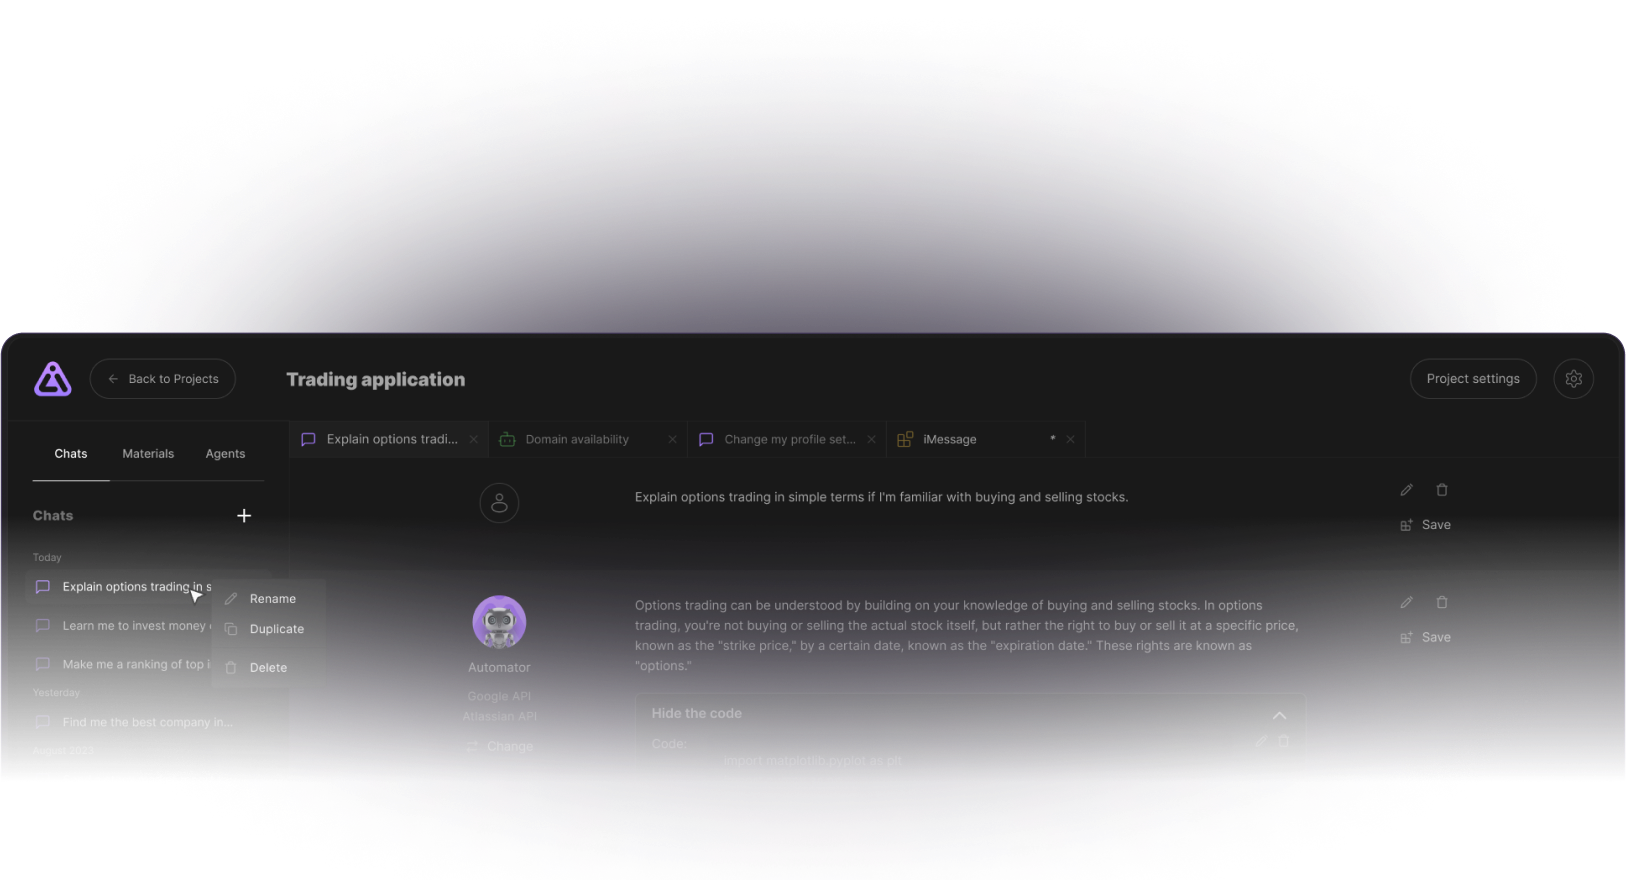 Back to Projects
Trading application
Project settings
Chats
Materials
Agents
Explain options tradi...
Domain availability
Change my profile set...
iMessage
*
Chats
Today
Explain options trading in s
Learn me to invest money
Make me a ranking of top i
Yesterday
Find me the best company in...
August 2023
Rename
Duplicate
Delete
Explain options trading in simple terms if I'm familiar with buying and selling stocks.
Save
Automator
Google API
Atlassian API
Change
Options trading can be understood by building on your knowledge of buying and selling stocks. In options
trading, you're not buying or selling the actual stock itself, but rather the right to buy or sell it at a specific price,
known as the "strike price," by a certain date, known as the "expiration date." These rights are known as
"options."
Save
Hide the code
Code:
import matplotlib.pyplot as plt